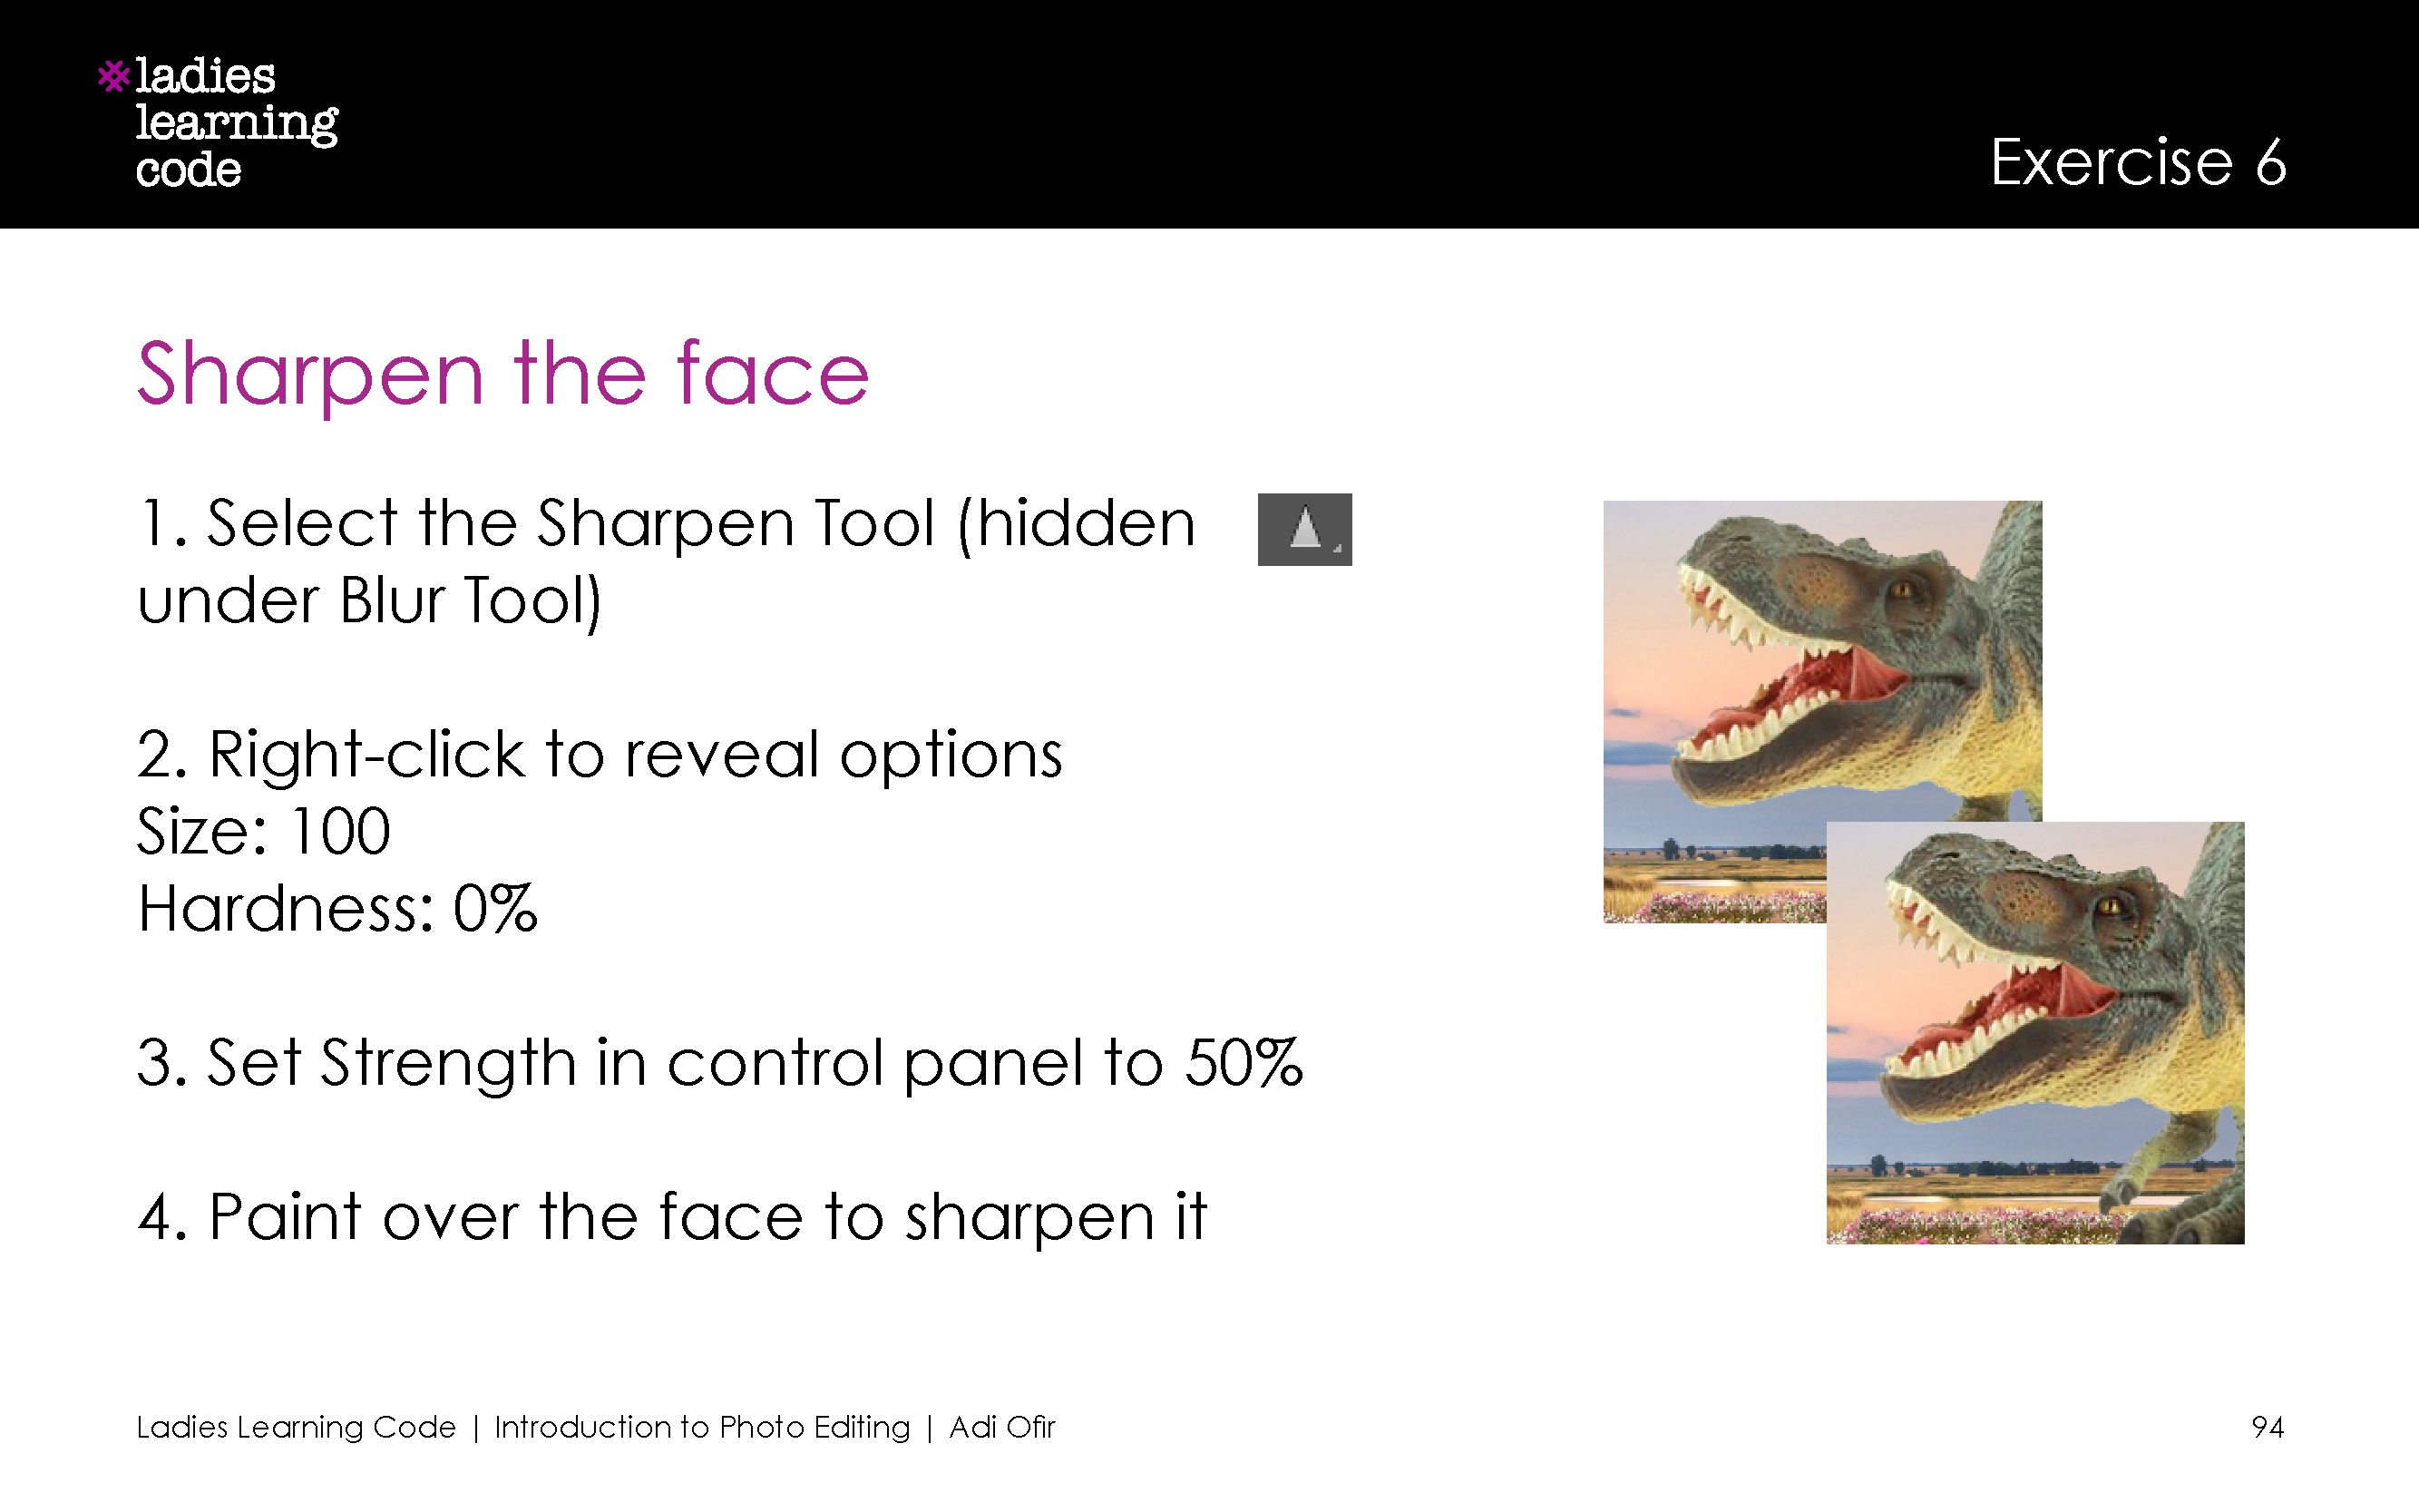 ladies
learning
code
Exercise 6
Sharpen the face
1. Select the Sharpen Tool (hidden
under Blur Tool)
2. Right-click to reveal options
Size: 100
Hardness: 0%
3. Set Strength in control panel to 50%
4. Paint over the face to sharpen it
Ladies Learning Code | Introduction to Photo Editing | Adi Ofir
94